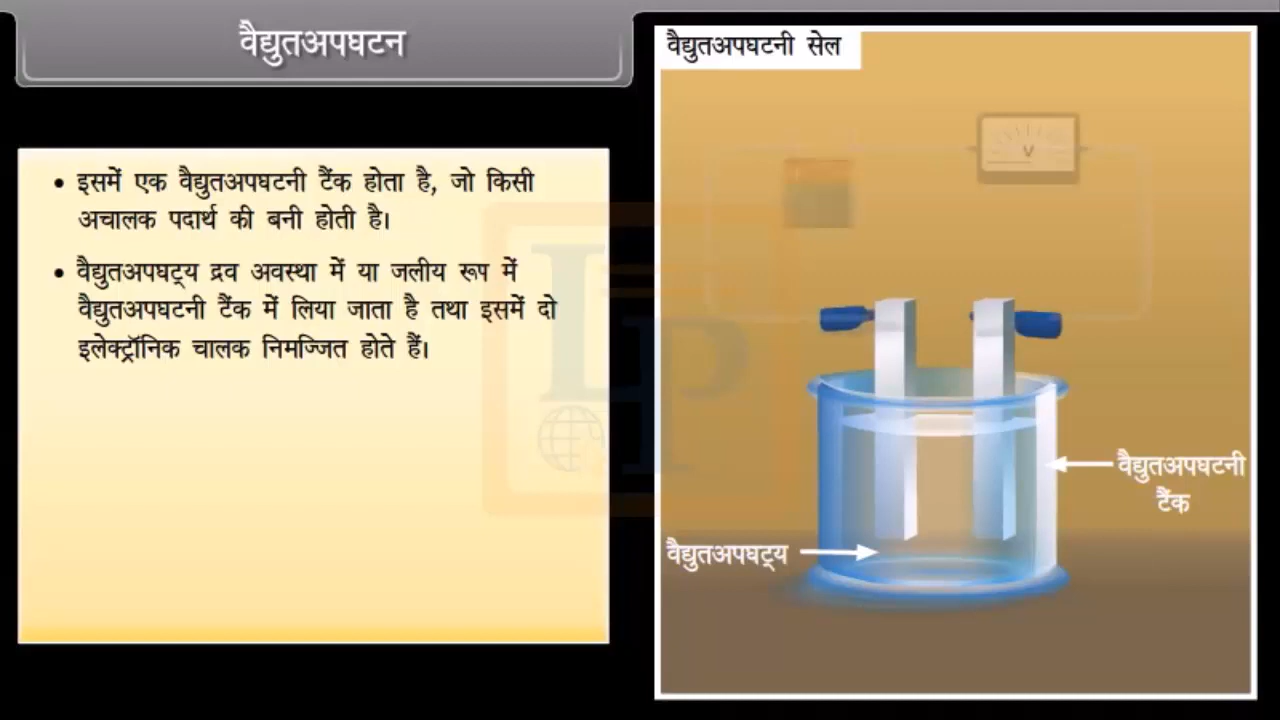 वैद्युतअपघटन
• इसमें एक वैद्युतअपघटनी टैंक होता है, जो किसी
अचालक पदार्थ की बनी होती है।
• वैद्युतअपघट्य द्रव अवस्था में या जलीय रूप में
वैद्युतअपघटनी टैंक में लिया जाता है तथा इसमें दो
इलेक्ट्रॉनिक चालक निमज्जित होते हैं।
वैद्युतअपघटनी सेल
V
वैद्युतअपघटनी
टैंक
वैद्युतअपघट्य